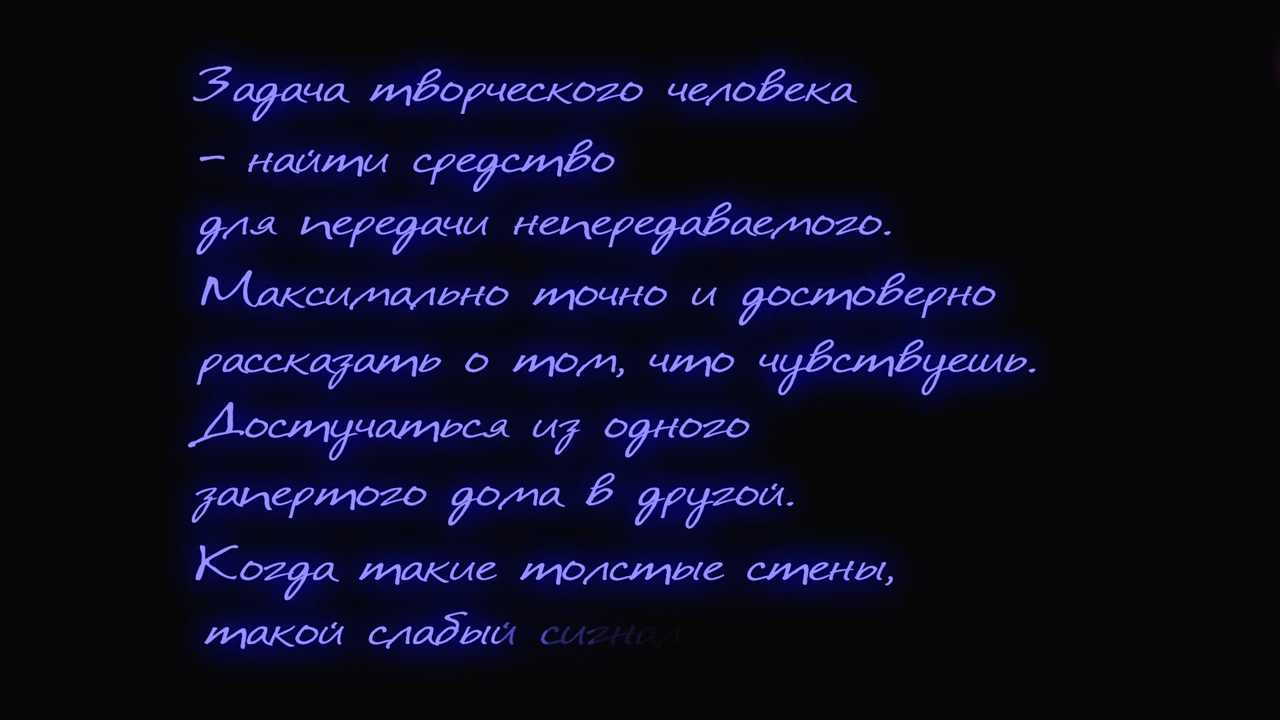 Задача творческого человека
– найти средство
для передачи непередаваемого.
Максимально точно и достоверно
рассказать о том, что чувствуешь.
Достучаться из одного
запертого дома в другой.
Когда такие толстые стены,
такой слабый сигнал